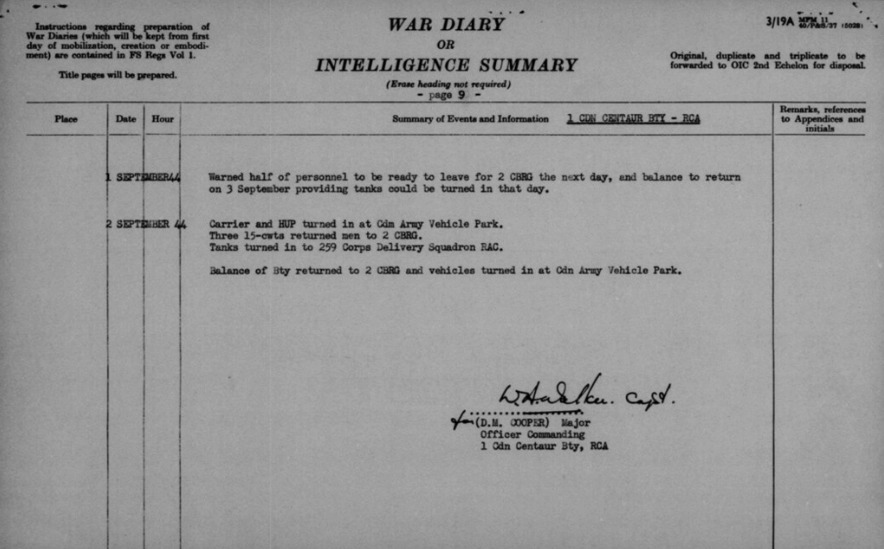 Instructions regarding preparation of
War Diaries (which will be kept from first
day of mobilization, creation or embodi-
ment) are contained in FS Regs Vol 1.
Title pages will be prepared.
WAR DIARY
OR
INTELLIGENCE SUMMARY
(Erase heading not required)
- page 9 -
3/19A MFM 11
Original, duplicate and triplicate to be
forwarded to OIC 2nd Echelon for disposal.
Place Date Hour Summary of Events and Information 1 CDN CENTAUR BTY - RCA Remarks, references
to Appendices and
initials
1 SEPTEMBER44 Warned half of personnel to be ready to leave for 2 CBRG the next day, and balance to return
on 3 September providing tanks could be turned in that day.
2 SEPTEMBER 44 Carrier and HUP turned in at Cdn Army Vehicle Park.
Three 15-cwts returned men to 2 CBRG.
Tanks turned in to 259 Corps Delivery Squadron RAC.
Balance of Bty returned to 2 CBRG and vehicles turned in at Cdn Army Vehicle Park.
Capt.
for (D.M. COOPER) Major
Officer Commanding
1 Cdn Centaur Bty, RCA